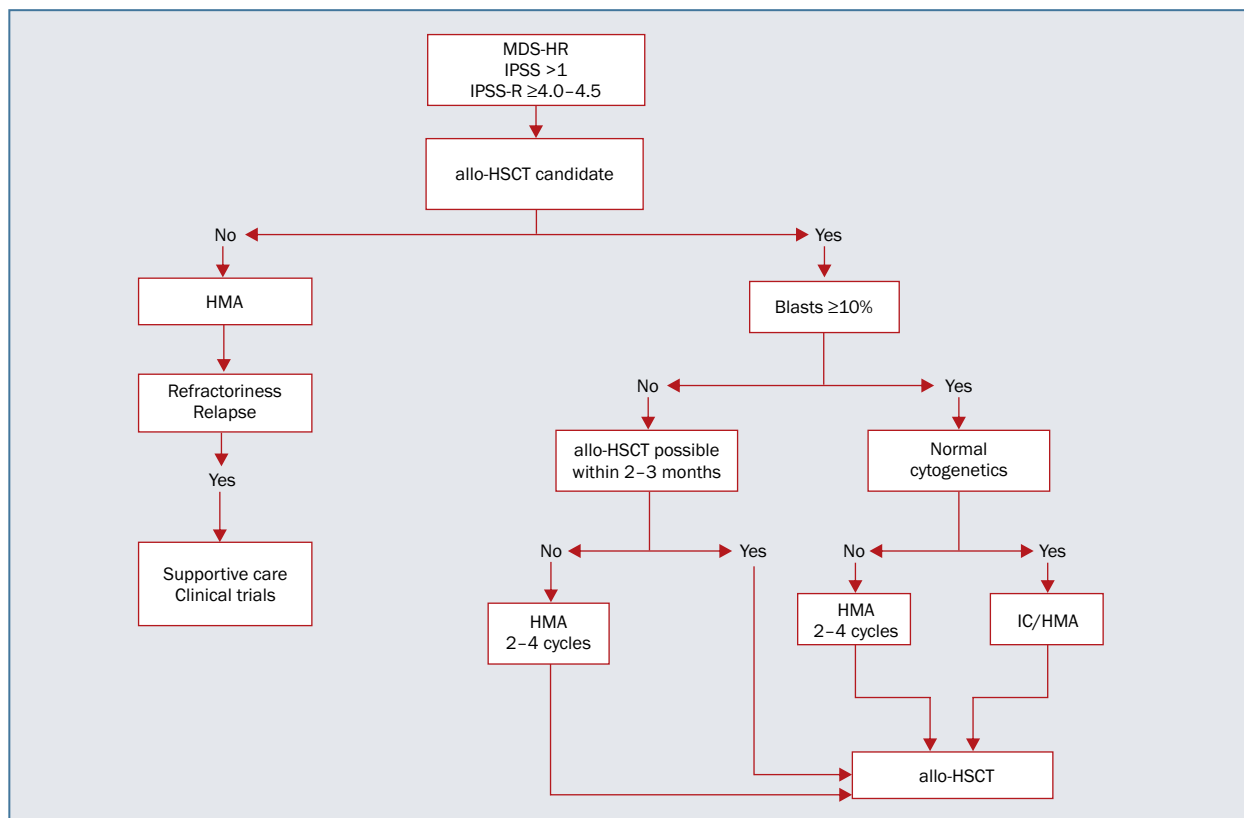 MDS-HR
IPSS >1
IPSS-R ≥4.0–4.5
allo-HSCT candidate
No
Yes
HMA
Blasts ≥10%
Refractoriness
Relapse
No
Yes
Yes
allo-HSCT possible
within 2–3 months
Normal
cytogenetics
No
Yes
No
Yes
Supportive care
Clinical trials
HMA
2–4 cycles
HMA
2–4 cycles
IC/HMA
allo-HSCT